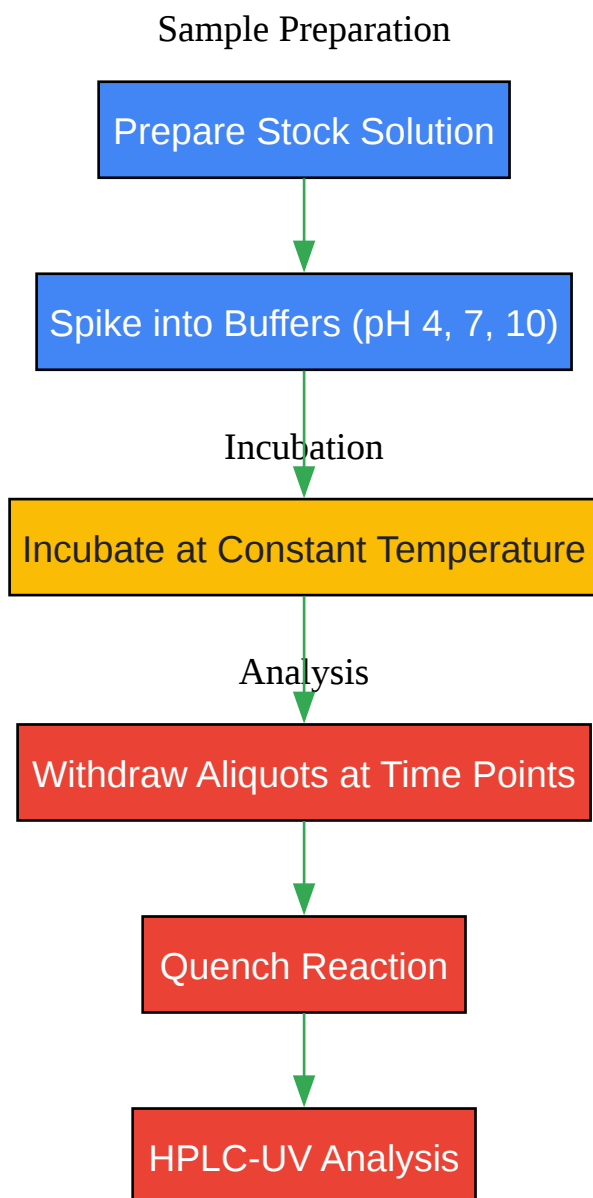 Sample Preparation
Prepare Stock Solution
Spike into Buffers (pH 4, 7, 10)
Incubation
Incubate at Constant Temperature
Analysis
Withdraw Aliquots at Time Points
Quench Reaction
HPLC-UV Analysis